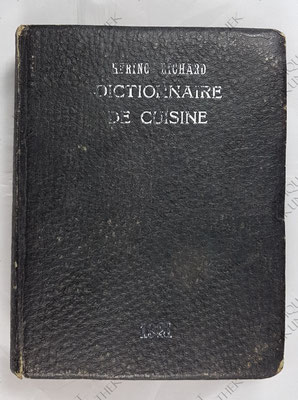 HERING RICHARD
DICTIONNAIRE
DE CUISINE